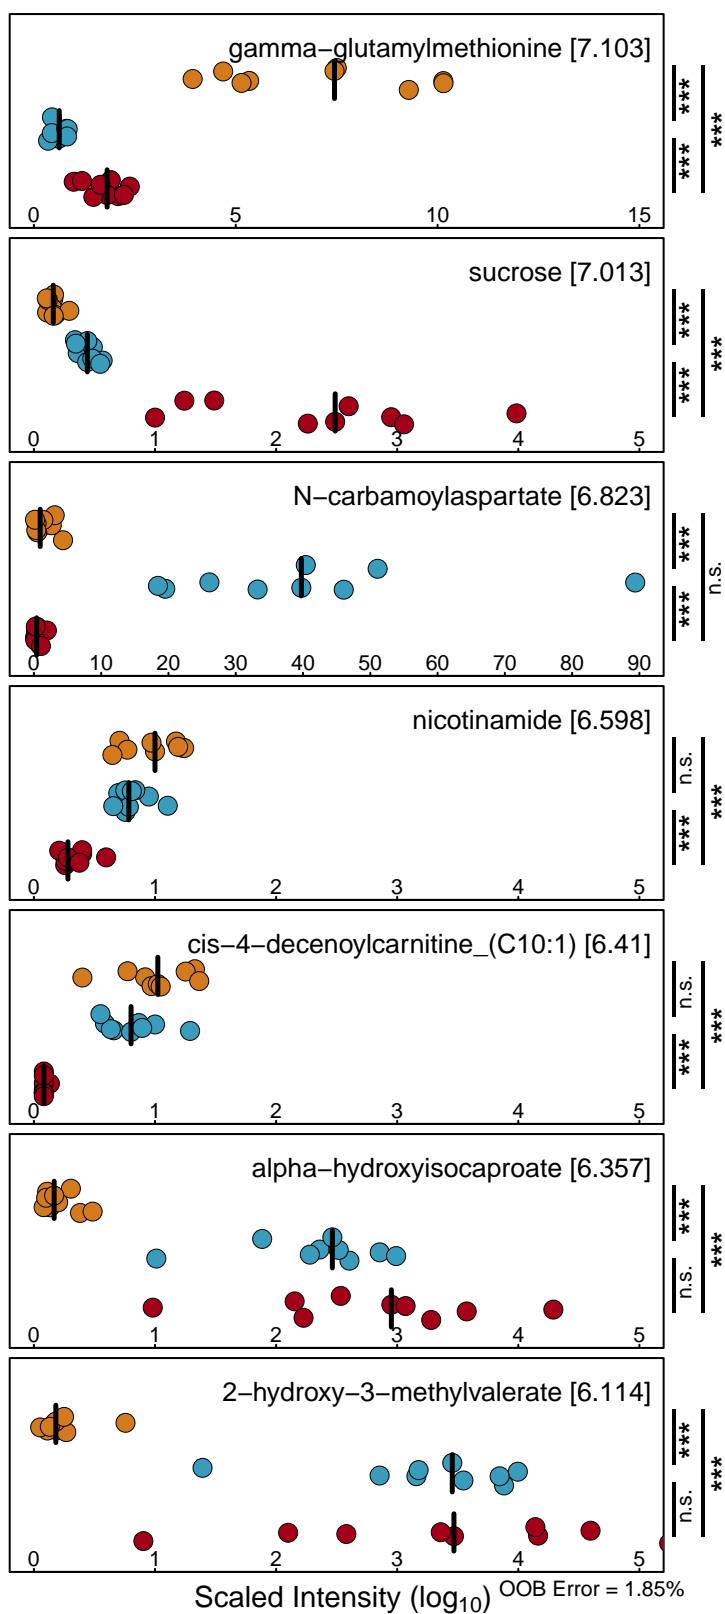 gamma−glutamylmethionine [7.103]
*** *** ***
0 5 10 15
sucrose [7.013]
*** *** ***
0 1 2 3 4 5
N−carbamoylaspartate [6.823]
*** *** n.s.
0 10 20 30 40 50 60 70 80 90
nicotinamide [6.598]
n.s. *** ***
0 1 2 3 4 5
cis−4−decenoylcarnitine_(C10:1) [6.41]
n.s. *** ***
0 1 2 3 4 5
alpha−hydroxyisocaproate [6.357]
*** n.s. ***
0 1 2 3 4 5
2−hydroxy−3−methylvalerate [6.114]
*** n.s. ***
0 1 2 3 4 5
Scaled Intensity (log₁₀) OOB Error = 1.85%